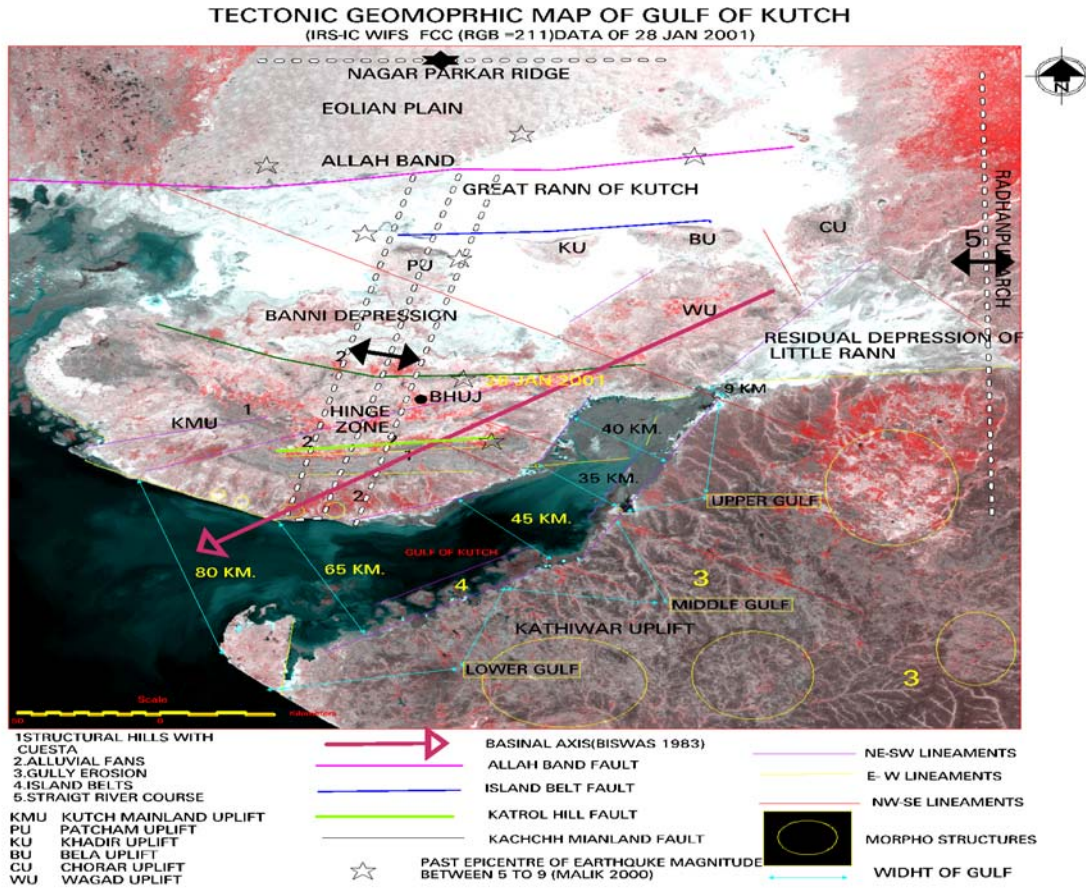 TECTONIC GEOMOPRHIC MAP OF GULF OF KUTCH
(IRS-IC WIFS FCC (RGB =211)DATA OF 28 JAN 2001)
N
NAGAR PARKAR RIDGE
EOLIAN PLAIN
ALLAH BAND
GREAT RANN OF KUTCH
CU
BU
KU
PU
5
RADHANPUR ARCH
WU
BANNI DEPRESSION
RESIDUAL DEPRESSION OF
LITTLE RANN
2
26 JAN 2001
9 KM
BHUJ
1
KMU
HINGE
ZONE
40 KM.
2
2
1
35 KM.
2
UPPER GULF
45 KM.
GULF OF KUTCH
80 KM.
65 KM.
4
3
MIDDLE GULF
KATHIWAR UPLIFT
LOWER GULF
3
Scale
50 0 Kilometers
1STRUCTURAL HILLS WITH
CUESTA
2.ALLUVIAL FANS
3.GULLY EROSION
4.ISLAND BELTS
5.STRAIGT RIVER COURSE
KMU KUTCH MAINLAND UPLIFT
PU PATCHAM UPLIFT
KU KHADIR UPLIFT
BU BELA UPLIFT
CU CHORAR UPLIFT
WU WAGAD UPLIFT
BASINAL AXIS(BISWAS 1983)
ALLAH BAND FAULT
ISLAND BELT FAULT
KATROL HILL FAULT
KACHCHH MIANLAND FAULT
PAST EPICENTRE OF EARTHQUKE MAGNITUDE
BETWEEN 5 TO 9 (MALIK 2000)
NE-SW LINEAMENTS
E- W LINEAMENTS
NW-SE LINEAMENTS
MORPHO STRUCTURES
WIDHT OF GULF